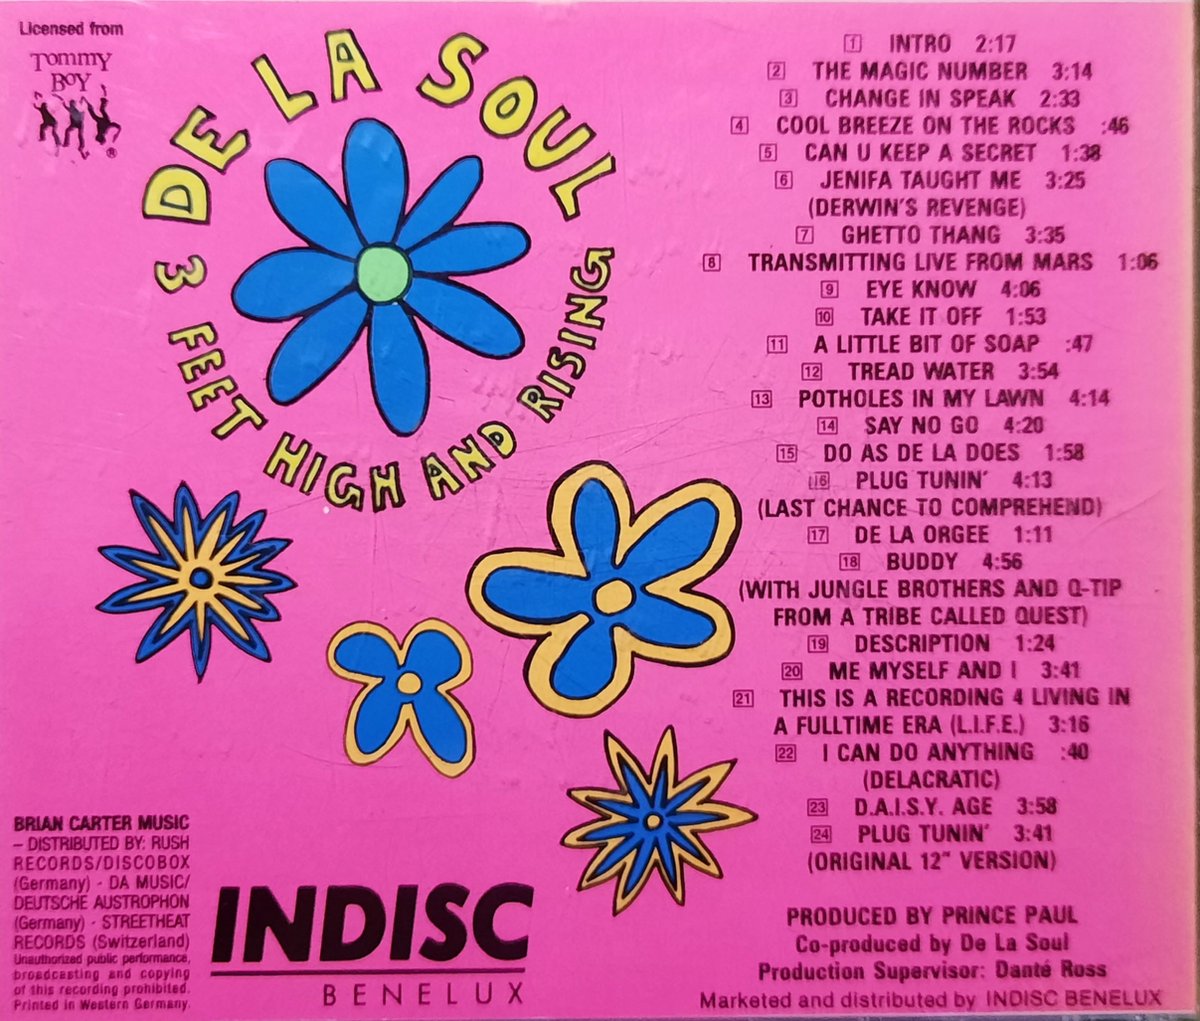 Licensed from
Tommy
BOY
®
DE LA SOUL
3 FEET HIGH AND RISING
1 INTRO 2:17
2 THE MAGIC NUMBER 3:14
3 CHANGE IN SPEAK 2:33
4 COOL BREEZE ON THE ROCKS :46
5 CAN U KEEP A SECRET 1:38
6 JENIFA TAUGHT ME 3:25
(DERWIN'S REVENGE)
7 GHETTO THANG 3:35
8 TRANSMITTING LIVE FROM MARS 1:06
9 EYE KNOW 4:06
10 TAKE IT OFF 1:53
11 A LITTLE BIT OF SOAP :47
12 TREAD WATER 3:54
13 POTHOLES IN MY LAWN 4:14
14 SAY NO GO 4:20
15 DO AS DE LA DOES 1:58
16 PLUG TUNIN' 4:13
(LAST CHANCE TO COMPREHEND)
17 DE LA ORGEE 1:11
18 BUDDY 4:56
(WITH JUNGLE BROTHERS AND Q-TIP
FROM A TRIBE CALLED QUEST)
19 DESCRIPTION 1:24
20 ME MYSELF AND I 3:41
21 THIS IS A RECORDING 4 LIVING IN
A FULLTIME ERA (L.I.F.E.) 3:16
22 I CAN DO ANYTHING :40
(DELACRATIC)
23 D.A.I.S.Y. AGE 3:58
24 PLUG TUNIN' 3:41
(ORIGINAL 12" VERSION)
PRODUCED BY PRINCE PAUL
Co-produced by De La Soul
Production Supervisor: Danté Ross
Marketed and distributed by INDISC BENELUX
BRIAN CARTER MUSIC
– DISTRIBUTED BY: RUSH
RECORDS/DISCOBOX
(Germany) - DA MUSIC/
DEUTSCHE AUSTROPHON
(Germany) - STREETHEAT
RECORDS (Switzerland)
Unauthorized public performance,
broadcasting and copying
of this recording prohibited.
Printed in Western Germany.
INDISC
BENELUX